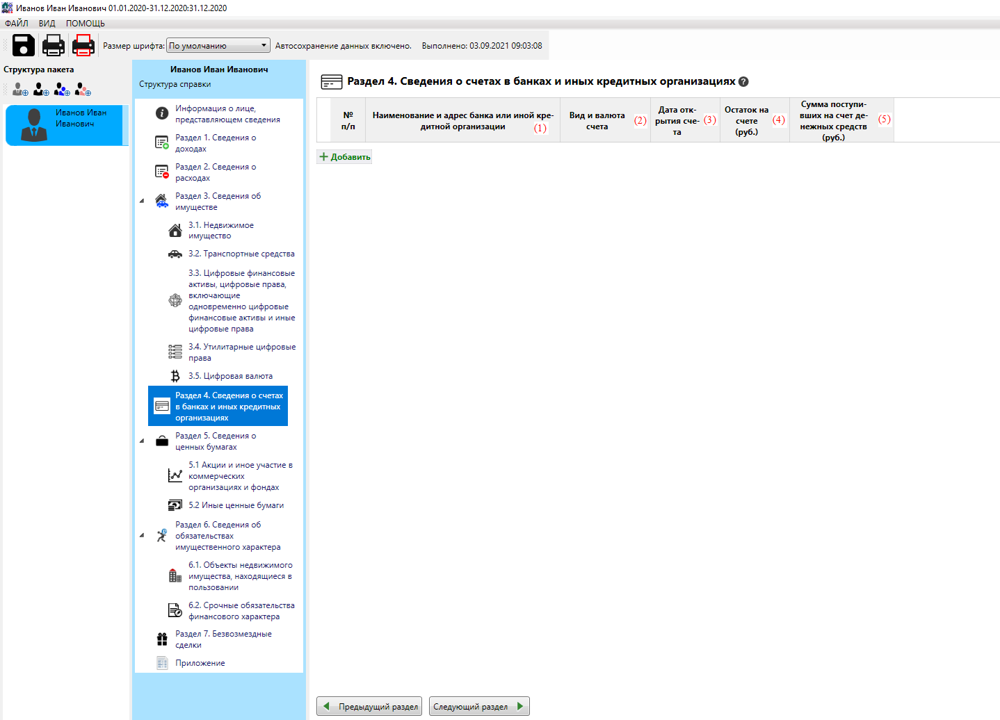 Иванов Иван Иванович 01.01.2020-31.12.2020:31.12.2020
ФАЙЛ ВИД ПОМОЩЬ
Размер шрифта: По умолчанию Автосохранение данных включено. Выполнено: 03.09.2021 09:03:08
Структура пакета
Иванов Иван
Иванович
Иванов Иван Иванович
Структура справки
Информация о лице,
представляющем сведения
Раздел 1. Сведения о
доходах
Раздел 2. Сведения о
расходах
Раздел 3. Сведения об
имуществе
3.1. Недвижимое
имущество
3.2. Транспортные средства
3.3. Цифровые финансовые
активы, цифровые права,
включающие
одновременно цифровые
финансовые активы и иные
цифровые права
3.4. Утилитарные цифровые
права
3.5. Цифровая валюта
Раздел 4. Сведения о счетах
в банках и иных кредитных
организациях
Раздел 5. Сведения о
ценных бумагах
5.1 Акции и иное участие в
коммерческих
организациях и фондах
5.2 Иные ценные бумаги
Раздел 6. Сведения об
обязательствах
имущественного характера
6.1. Объекты недвижимого
имущества, находящиеся в
пользовании
6.2. Срочные обязательства
финансового характера
Раздел 7. Безвозмездные
сделки
Приложение
Раздел 4. Сведения о счетах в банках и иных кредитных организациях ?
№
п/п
Наименование и адрес банка или иной кре-
дитной организации (1)
Вид и валюта
счета (2)
Дата отк-
рытия сче-
та (3)
Остаток на
счете
(руб.) (4)
Сумма поступи-
вших на счет де-
нежных средств
(руб.) (5)
Добавить
Предыдущий раздел
Следующий раздел